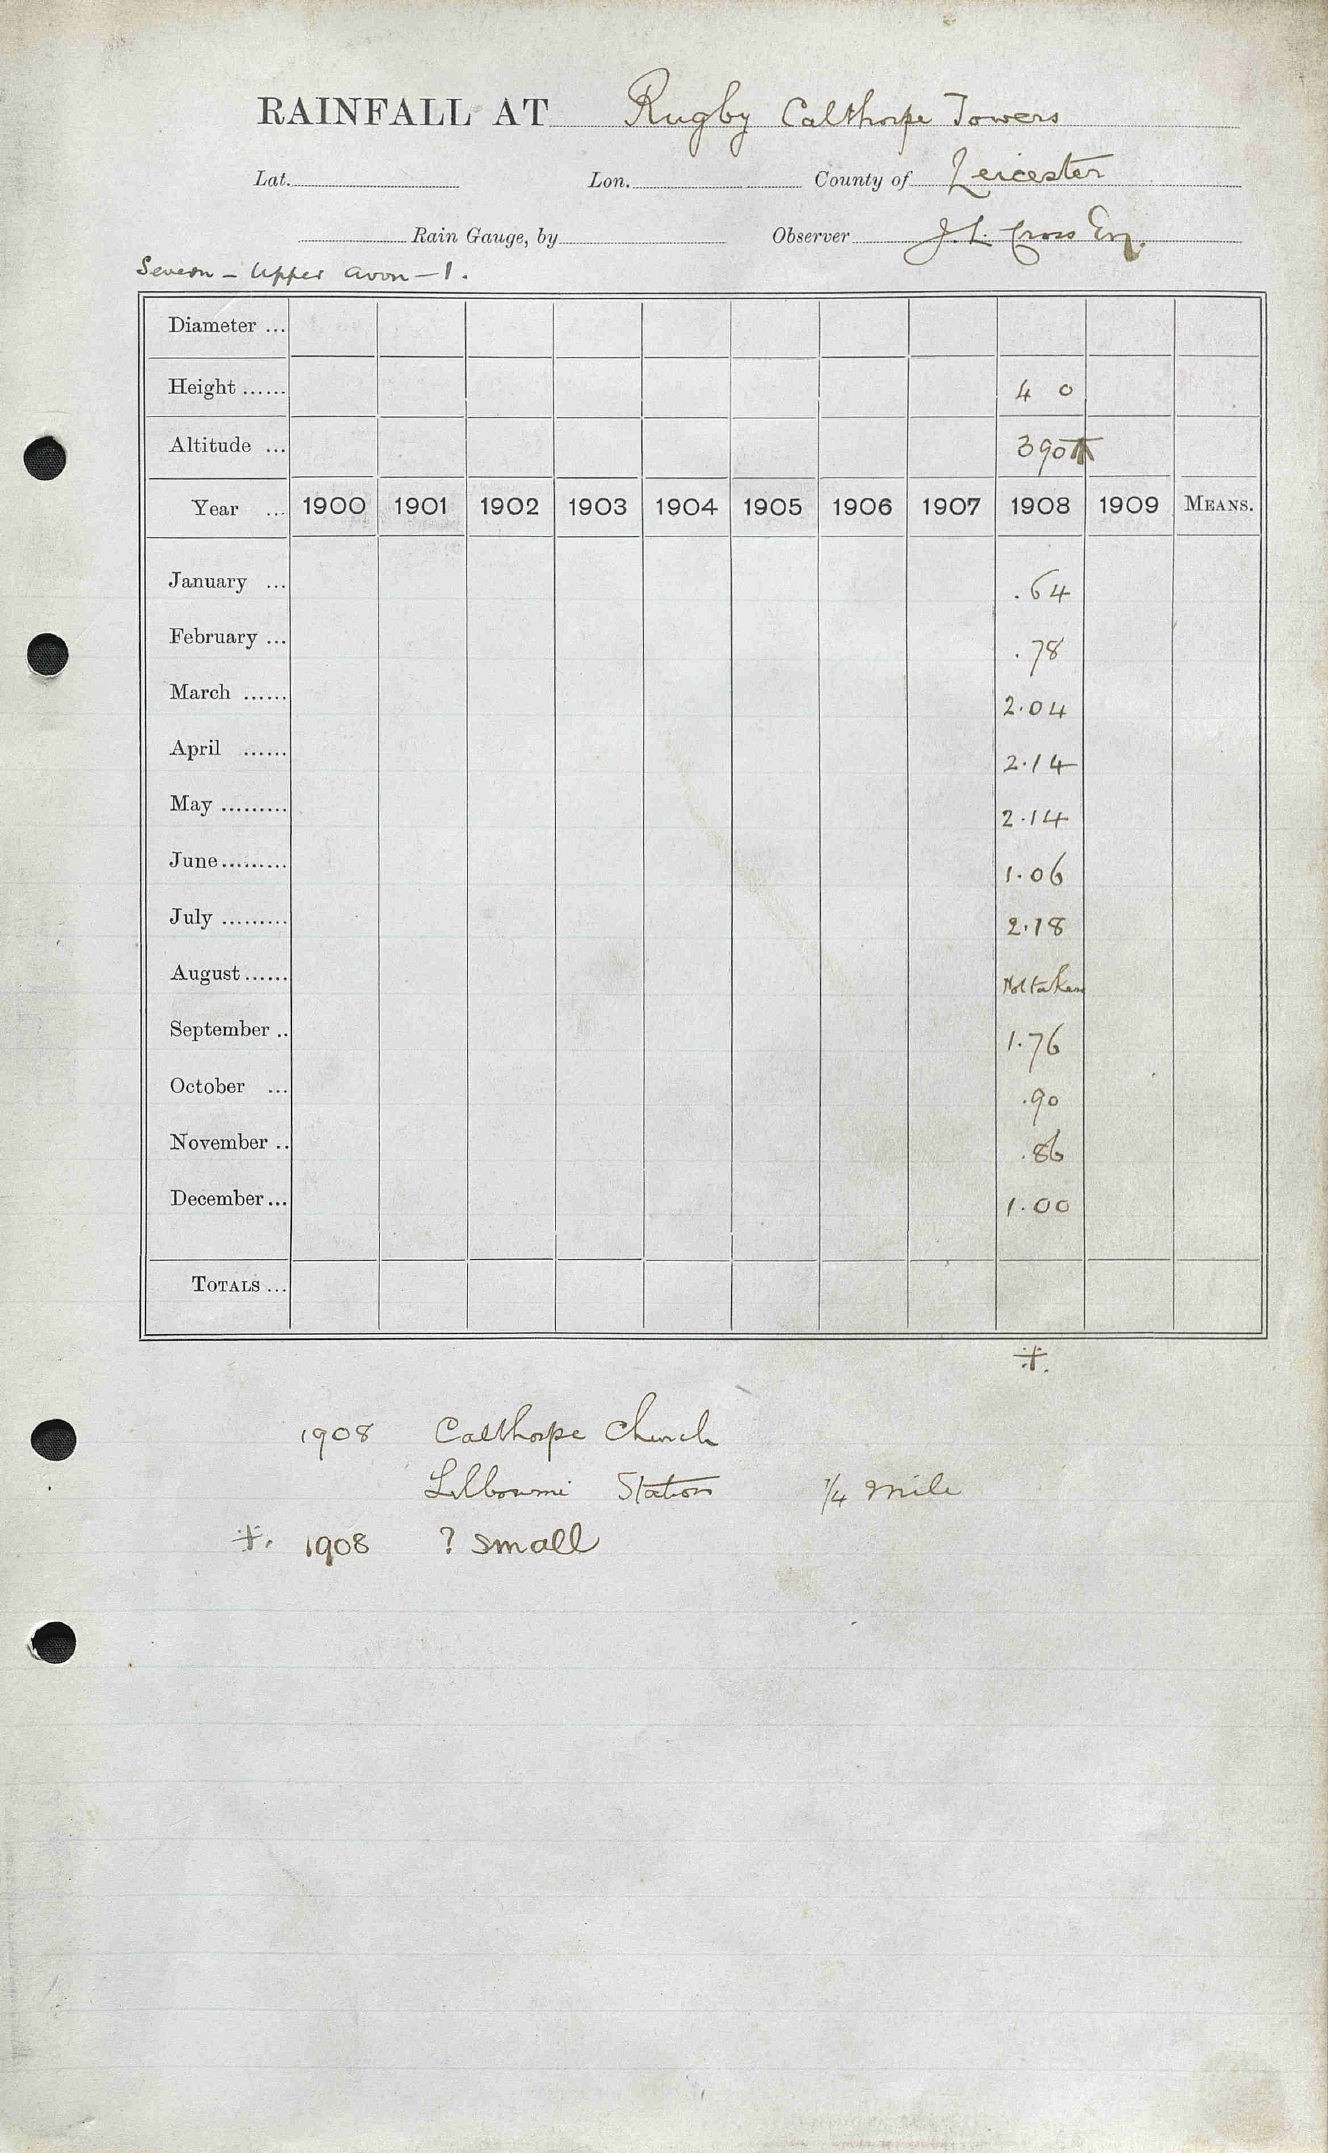 RAINFALL AT Rugby Calthorpe Towers
Lat. Lon. County of Leicester
Rain Gauge, by Observer J. L. Cross Esq.
Severn - Upper Avon - 1.
Diameter ...
Height ...... 4 0
Altitude ... 390 ft
Year ... 1900 1901 1902 1903 1904 1905 1906 1907 1908 1909 MEANS.
January ... .64
February ... .78
March ...... 2.04
April ...... 2.14
May ......... 2.14
June ......... 1.06
July ......... 2.18
August ...... Not taken
September .. 1.76
October ... .90
November .. .86
December ... 1.00
TOTALS ...
‡.
1908 Calthorpe Church
Lilbourne Station 1/4 mile
‡. 1908 ? small